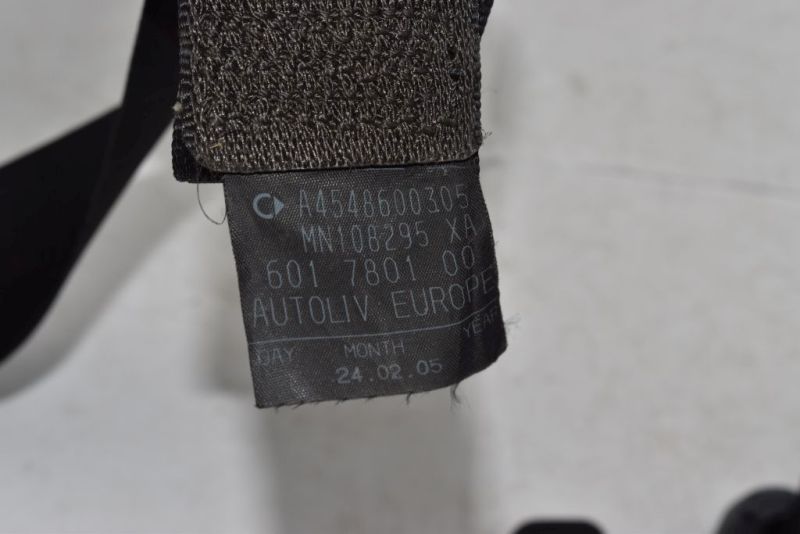 A4548600305
MN108295 XA
601 7801 00
AUTOLIV EUROPE
DAY MONTH YEAR
24.02.05